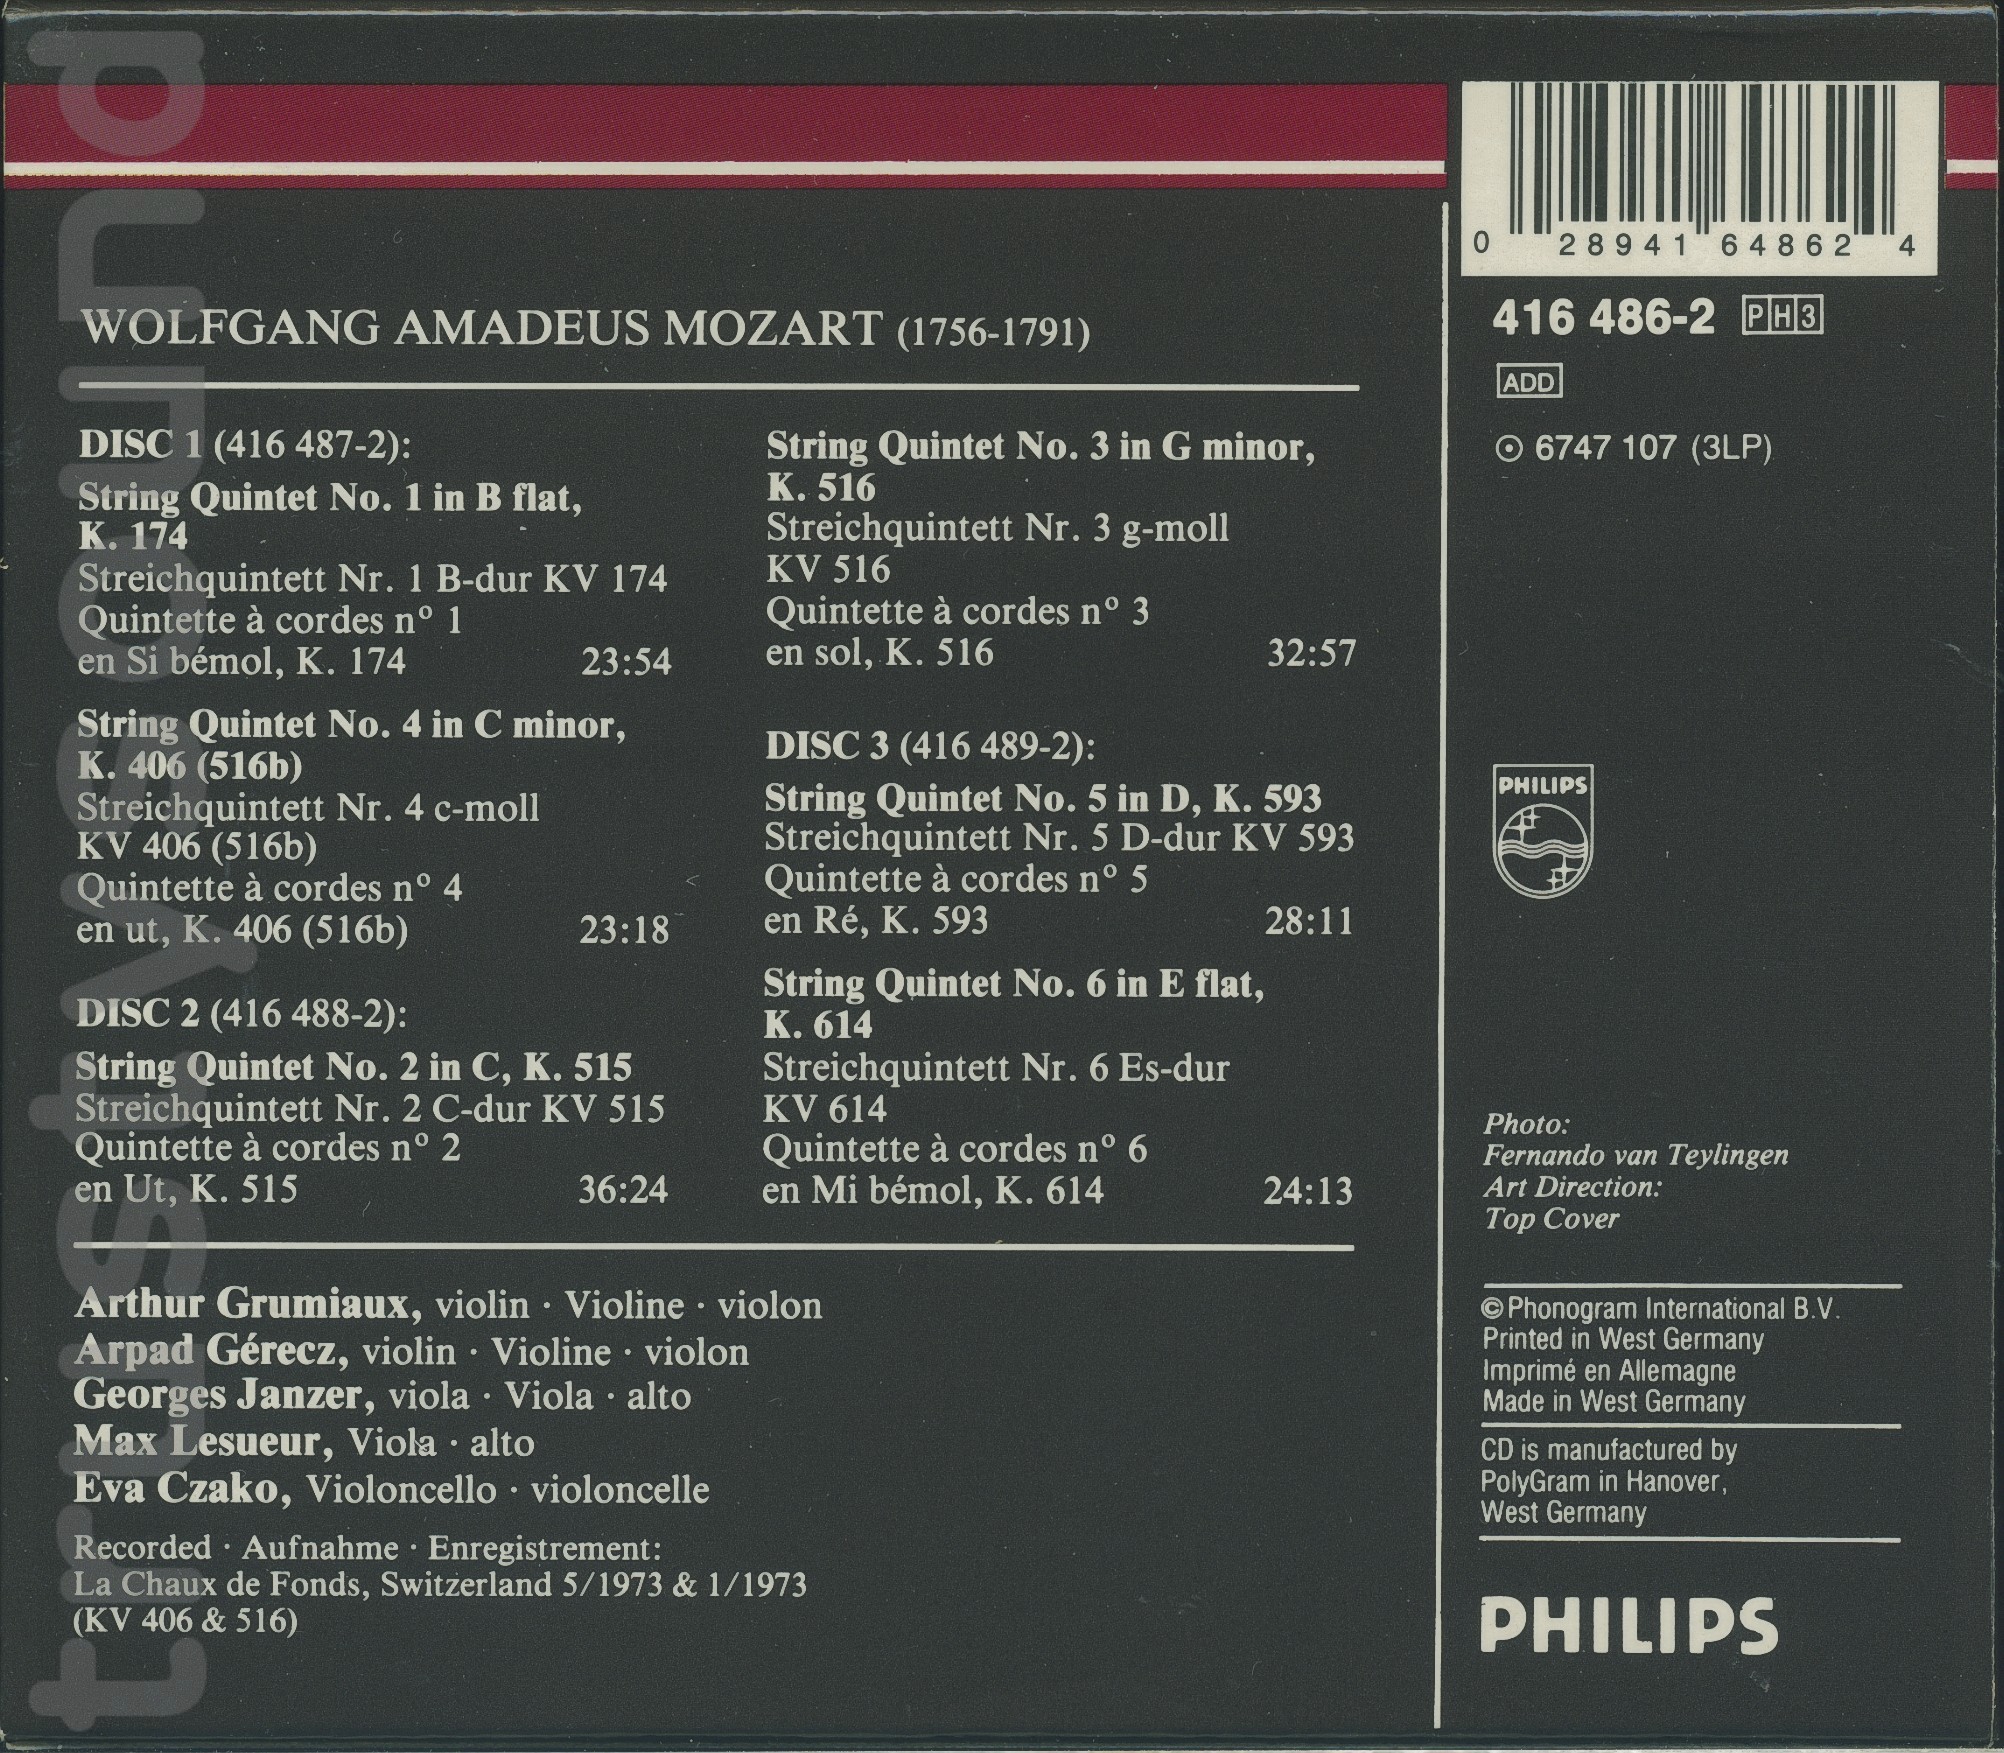 WOLFGANG AMADEUS MOZART (1756-1791)
DISC 1 (416 487-2):
String Quintet No. 1 in B flat,
K. 174
Streichquintett Nr. 1 B-dur KV 174
Quintette à cordes nº 1
en Si bémol, K. 174 23:54
String Quintet No. 4 in C minor,
K. 406 (516b)
Streichquintett Nr. 4 c-moll
KV 406 (516b)
Quintette à cordes nº 4
en ut, K. 406 (516b) 23:18
DISC 2 (416 488-2):
String Quintet No. 2 in C, K. 515
Streichquintett Nr. 2 C-dur KV 515
Quintette à cordes nº 2
en Ut, K. 515 36:24
String Quintet No. 3 in G minor,
K. 516
Streichquintett Nr. 3 g-moll
KV 516
Quintette à cordes nº 3
en sol, K. 516 32:57
DISC 3 (416 489-2):
String Quintet No. 5 in D, K. 593
Streichquintett Nr. 5 D-dur KV 593
Quintette à cordes nº 5
en Ré, K. 593 28:11
String Quintet No. 6 in E flat,
K. 614
Streichquintett Nr. 6 Es-dur
KV 614
Quintette à cordes nº 6
en Mi bémol, K. 614 24:13
Arthur Grumiaux, violin · Violine · violon
Arpad Gérecz, violin · Violine · violon
Georges Janzer, viola · Viola · alto
Max Lesueur, Viola · alto
Eva Czako, Violoncello · violoncelle
Recorded · Aufnahme · Enregistrement:
La Chaux de Fonds, Switzerland 5/1973 & 1/1973
(KV 406 & 516)
0 28941 64862 4
416 486-2 PH3
ADD
6747 107 (3LP)
PHILIPS
Photo:
Fernando van Teylingen
Art Direction:
Top Cover
©Phonogram International B.V.
Printed in West Germany
Imprimé en Allemagne
Made in West Germany
CD is manufactured by
PolyGram in Hanover,
West Germany
PHILIPS
trustysound